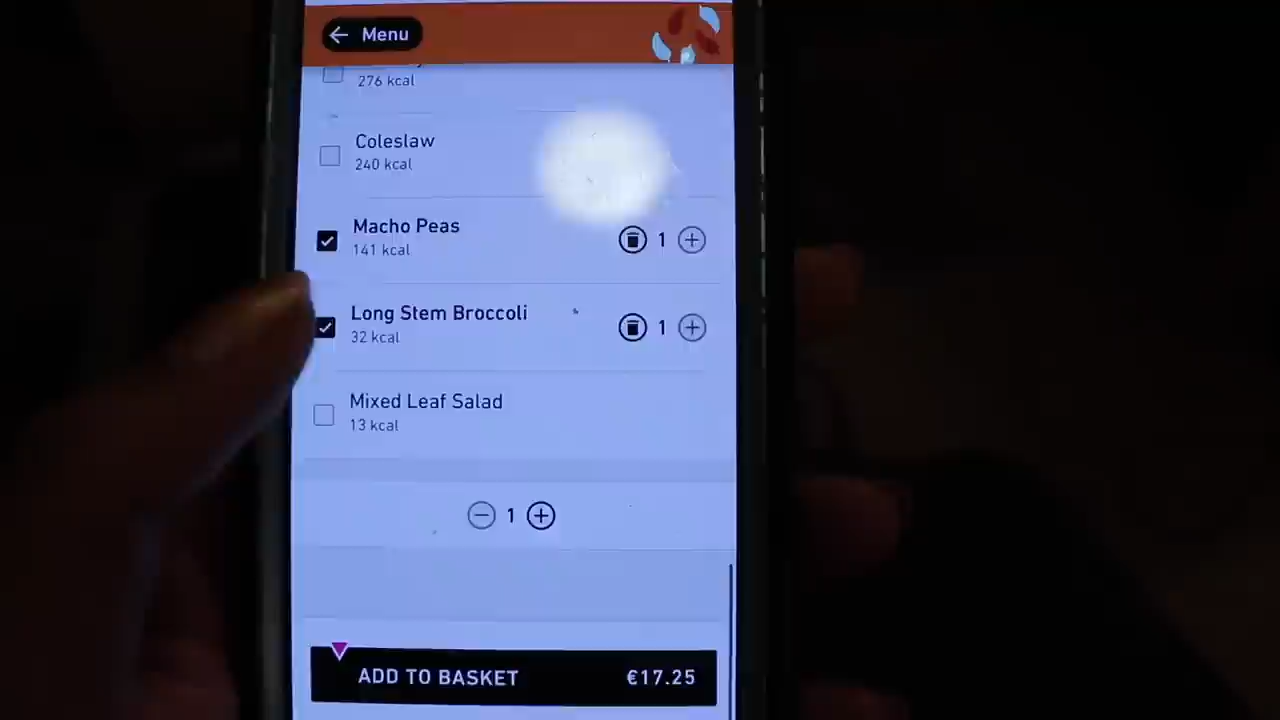 ← Menu
276 kcal
Coleslaw
240 kcal
Macho Peas
141 kcal
1
Long Stem Broccoli
32 kcal
1
Mixed Leaf Salad
13 kcal
1
ADD TO BASKET €17.25